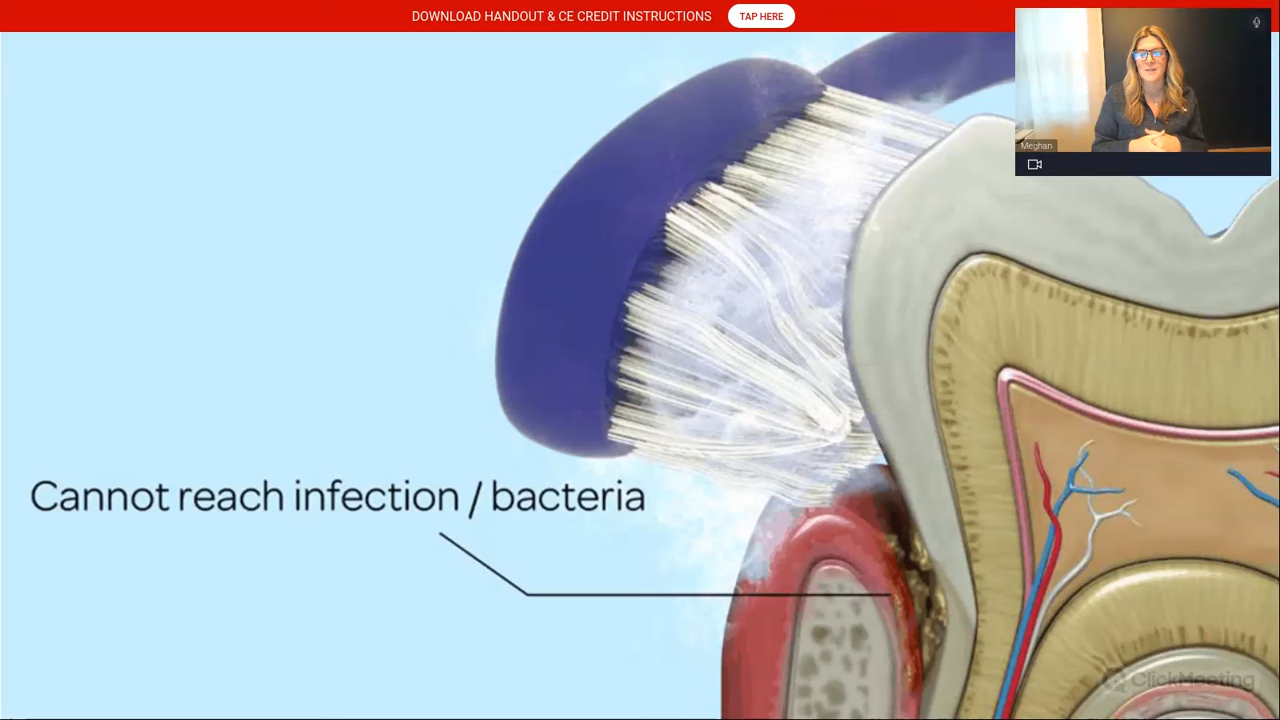 DOWNLOAD HANDOUT & CE CREDIT INSTRUCTIONS TAP HERE
Meghan
Cannot reach infection / bacteria
ClickMeeting